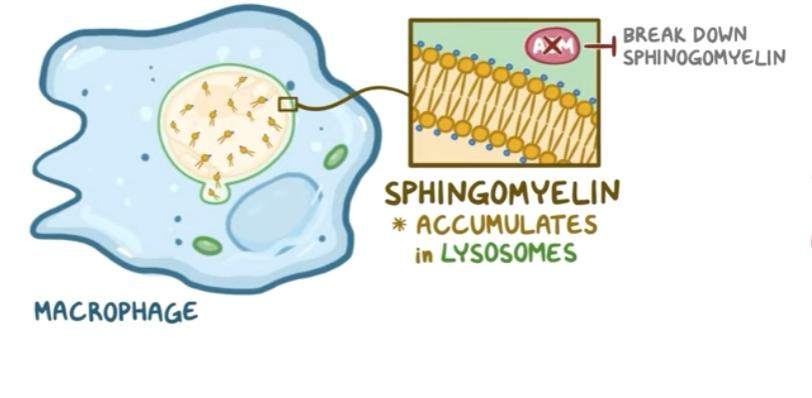 ASM
BREAK DOWN
SPHINOGOMYELIN
SPHINGOMYELIN
* ACCUMULATES
in LYSOSOMES
MACROPHAGE